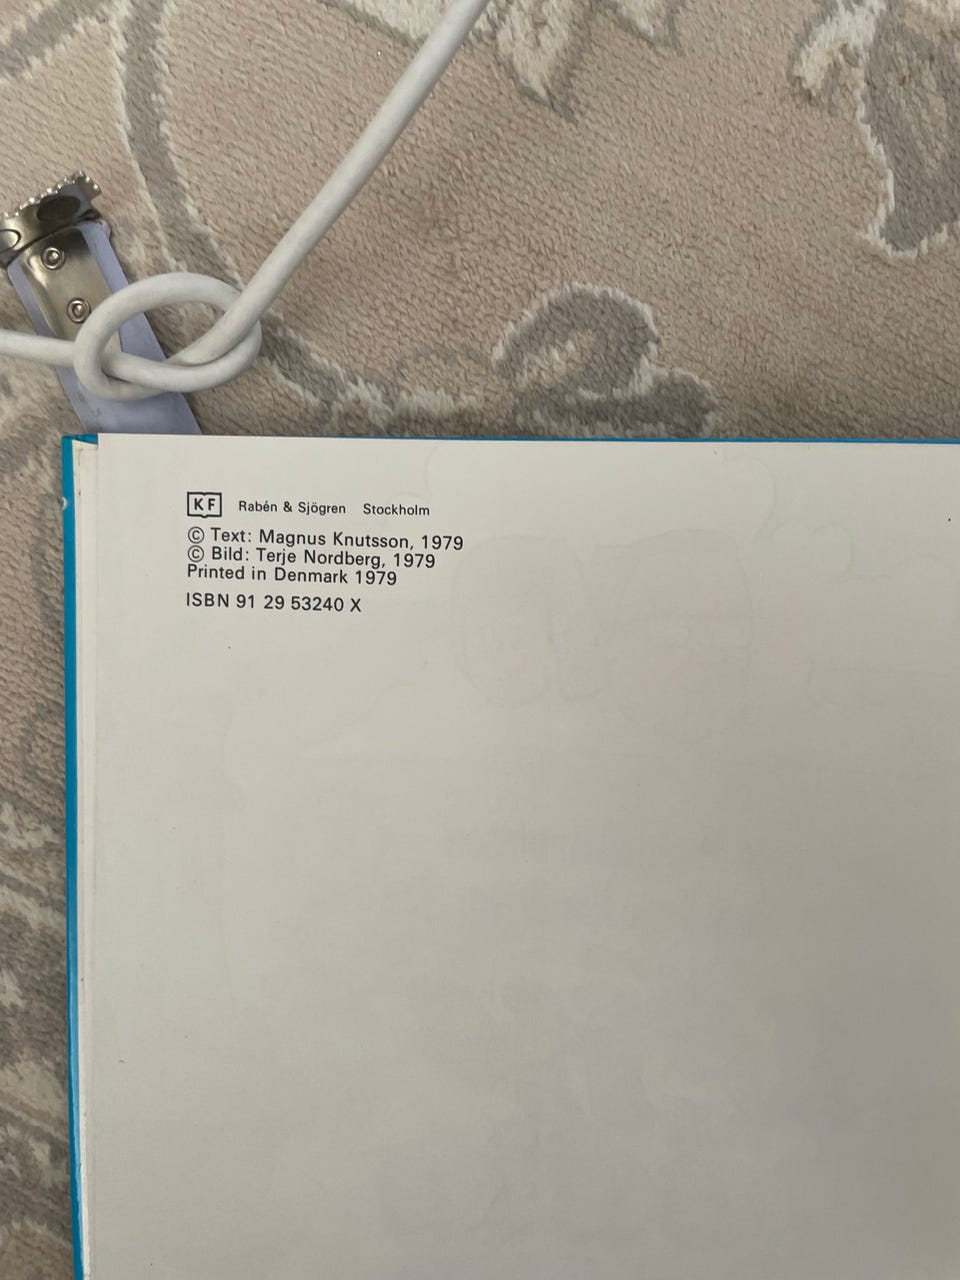 KF Rabén & Sjögren Stockholm
© Text: Magnus Knutsson, 1979
© Bild: Terje Nordberg, 1979
Printed in Denmark 1979
ISBN 91 29 53240 X